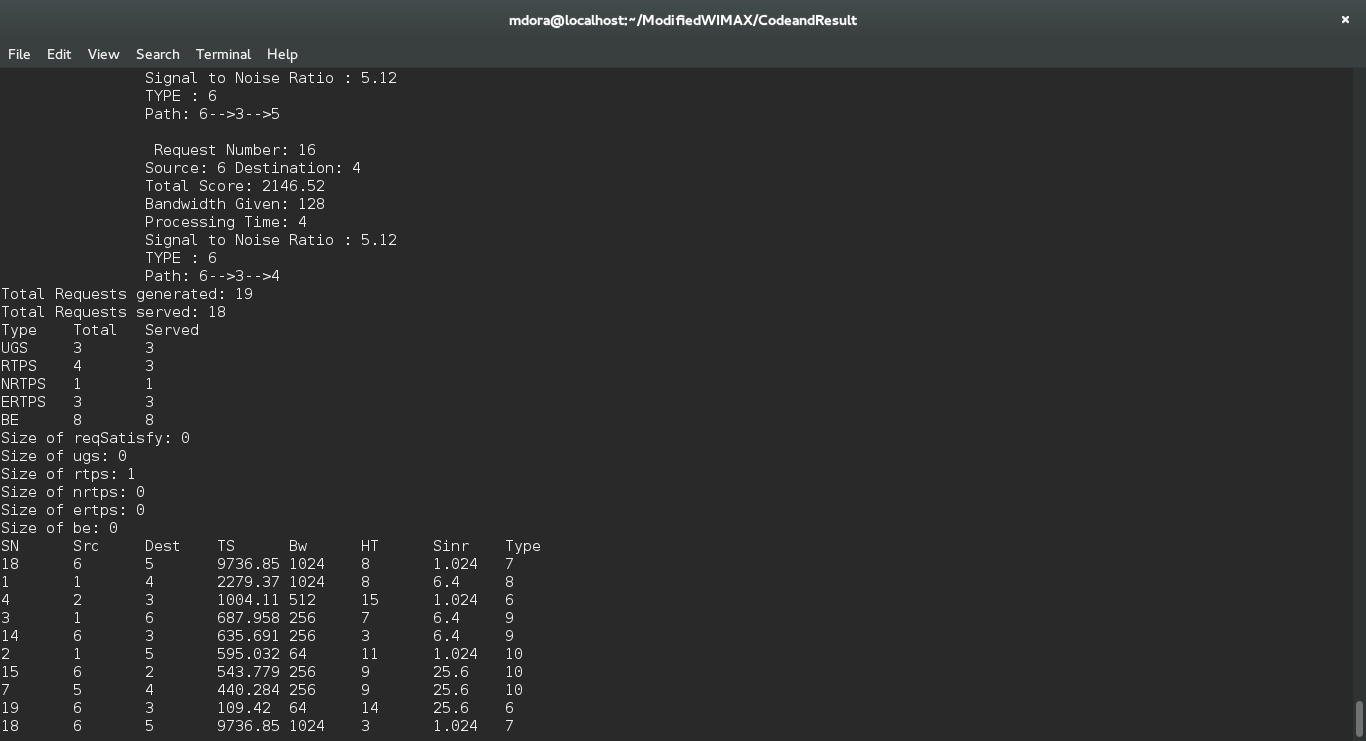 mdora@localhost:~/ModifiedWIMAX/CodeandResult ×
File Edit View Search Terminal Help
Signal to Noise Ratio : 5.12
TYPE : 6
Path: 6-->3-->5
Request Number: 16
Source: 6 Destination: 4
Total Score: 2146.52
Bandwidth Given: 128
Processing Time: 4
Signal to Noise Ratio : 5.12
TYPE : 6
Path: 6-->3-->4
Total Requests generated: 19
Total Requests served: 18
Type Total Served
UGS 3 3
RTPS 4 3
NRTPS 1 1
ERTPS 3 3
BE 8 8
Size of reqSatisfy: 0
Size of ugs: 0
Size of rtps: 1
Size of nrtps: 0
Size of ertps: 0
Size of be: 0
SN Src Dest TS Bw HT Sinr Type
18 6 5 9736.85 1024 8 1.024 7
1 1 4 2279.37 1024 8 6.4 8
4 2 3 1004.11 512 15 1.024 6
3 1 6 687.958 256 7 6.4 9
14 6 3 635.691 256 3 6.4 9
2 1 5 595.032 64 11 1.024 10
15 6 2 543.779 256 9 25.6 10
7 5 4 440.284 256 9 25.6 10
19 6 3 109.42 64 14 25.6 6
18 6 5 9736.85 1024 3 1.024 7